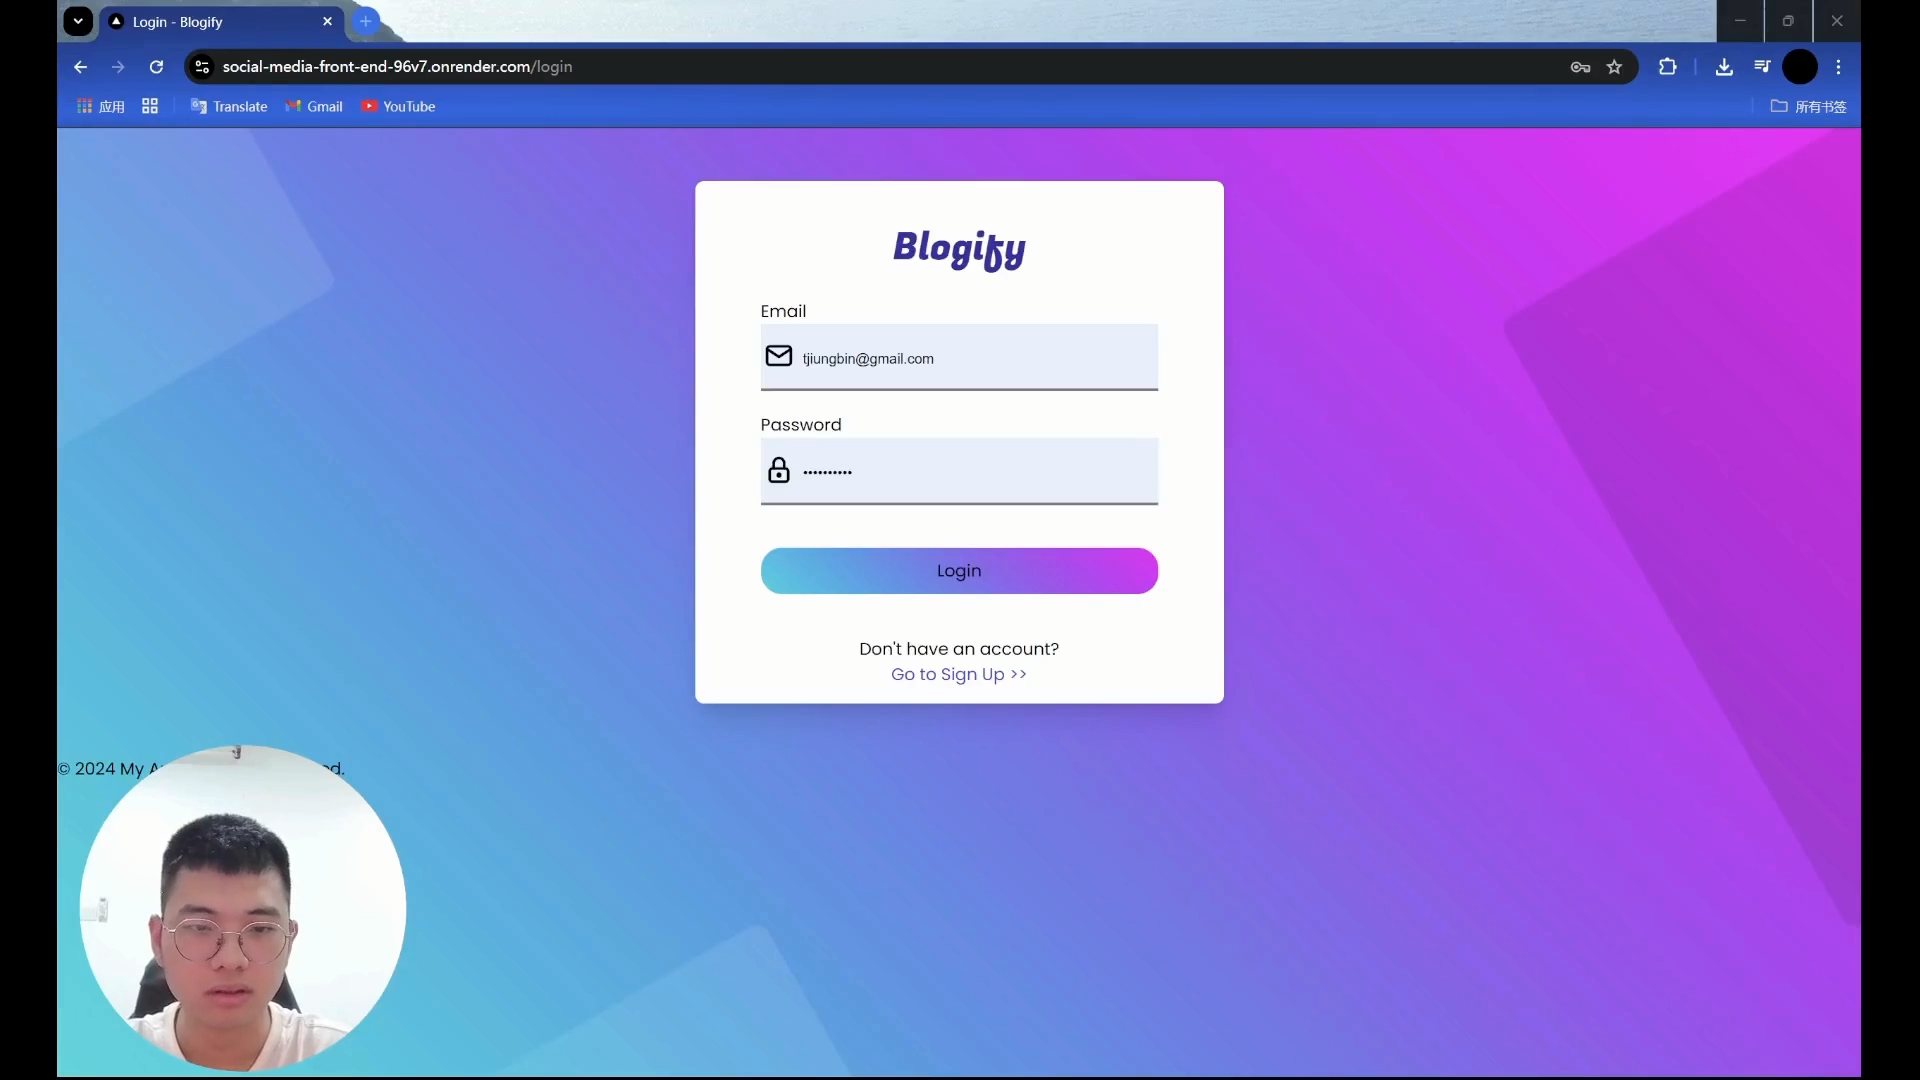 Login - Blogify
social-media-front-end-96v7.onrender.com/login
应用
Translate
Gmail
YouTube
所有书签
Blogify
Email
tjiungbin@gmail.com
Password
••••••••••
Login
Don't have an account?
Go to Sign Up >>
© 2024 My